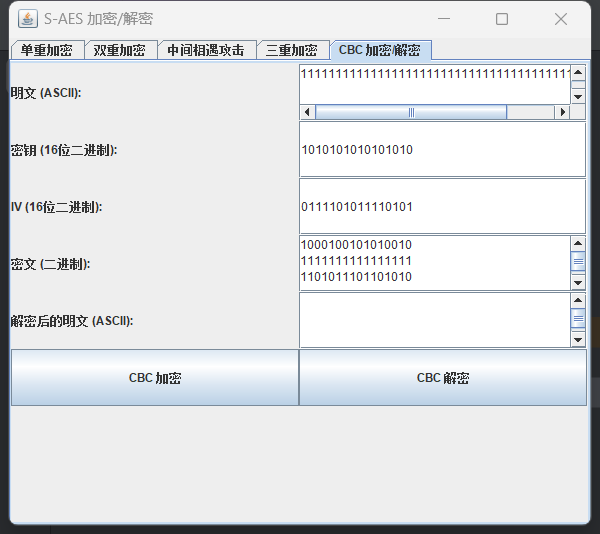 S-AES 加密/解密
单重加密 双重加密 中间相遇攻击 三重加密 CBC 加密/解密
明文 (ASCII):
密钥 (16位二进制): 1010101010101010
IV (16位二进制): 0111101011110101
密文 (二进制):
1000100101010010
1111111111111111
1101011101101010
解密后的明文 (ASCII):
CBC 加密 CBC 解密